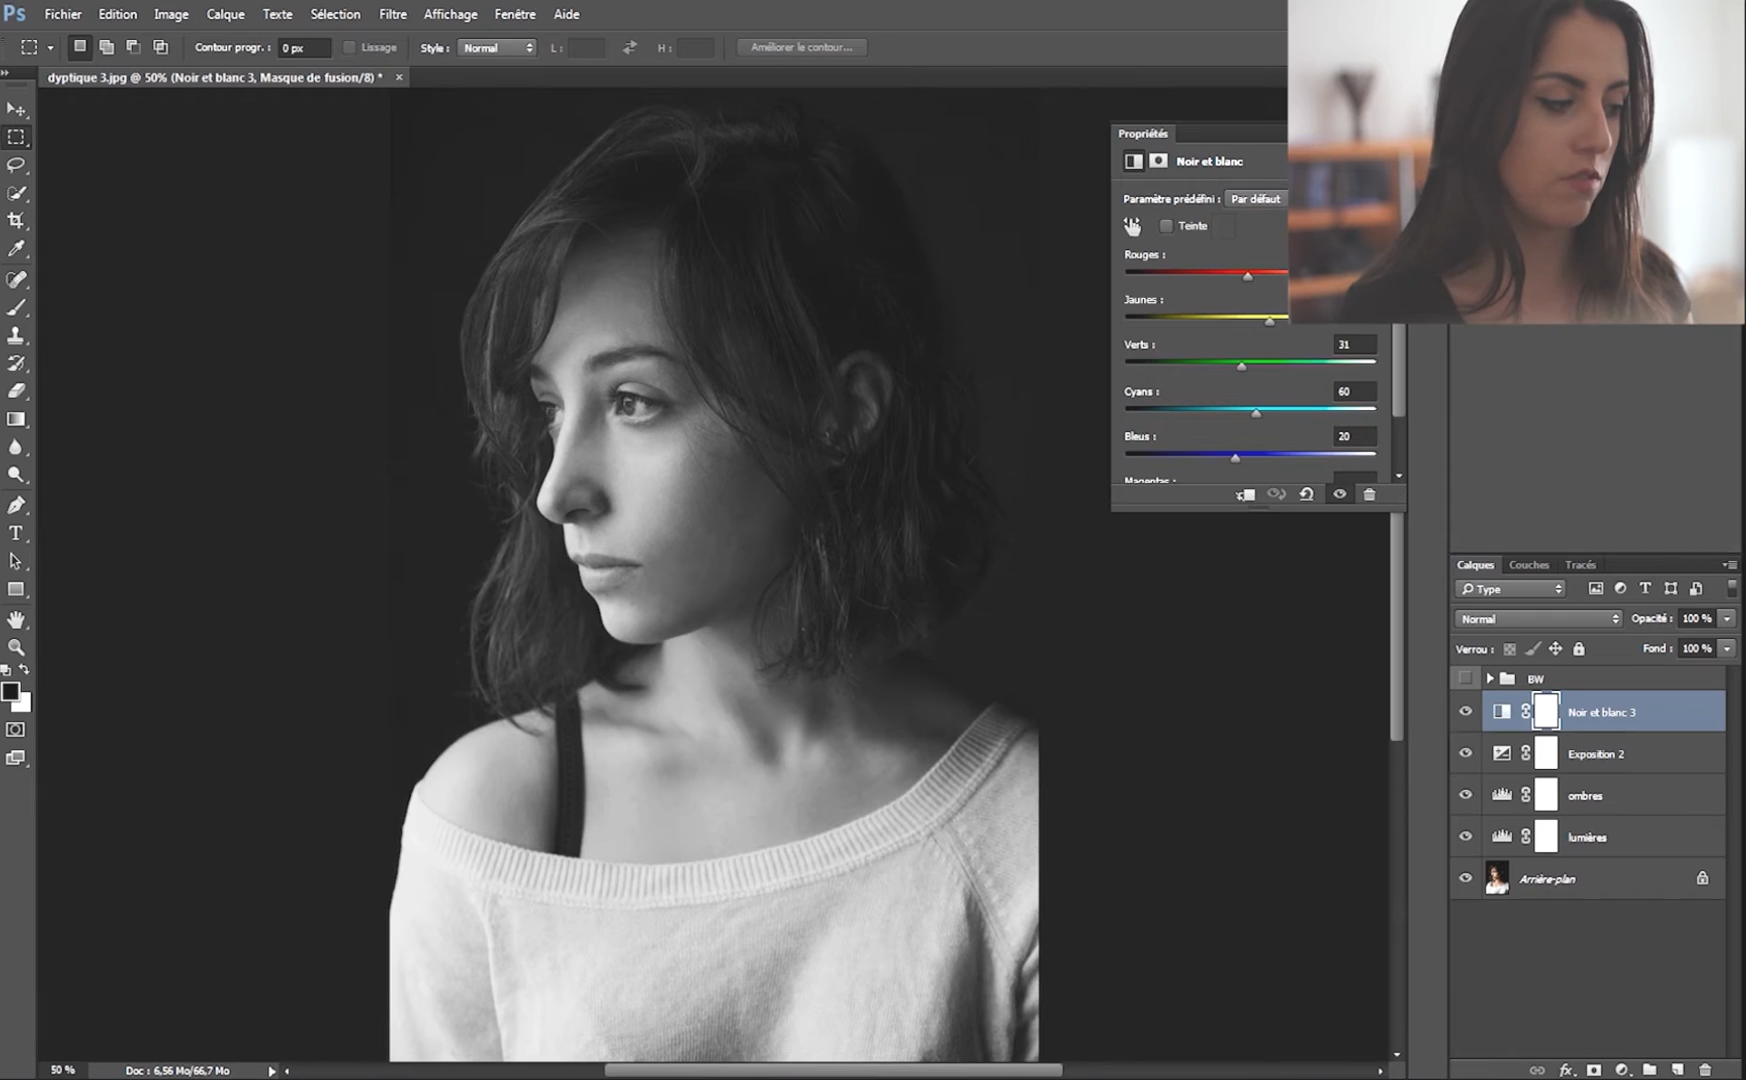 Ps Fichier Edition Image Calque Texte Sélection Filtre Affichage Fenêtre Aide
Contour progr. : 0 px Lissage Style : Normal L : H : Améliorer le contour...
dyptique 3.jpg @ 50% (Noir et blanc 3, Masque de fusion/8) * ×
Propriétés
Noir et blanc
Paramètre prédéfini : Par défaut
Teinte
Rouges :
Jaunes :
Verts : 31
Cyans : 60
Bleus : 20
Magentas :
Calques Couches Tracés
Type T
Normal Opacité : 100 %
Verrou : Fond : 100 %
BW
Noir et blanc 3
Exposition 2
ombres
lumières
Arrière-plan
T
50 % Doc : 6,56 Mo/66,7 Mo
fx